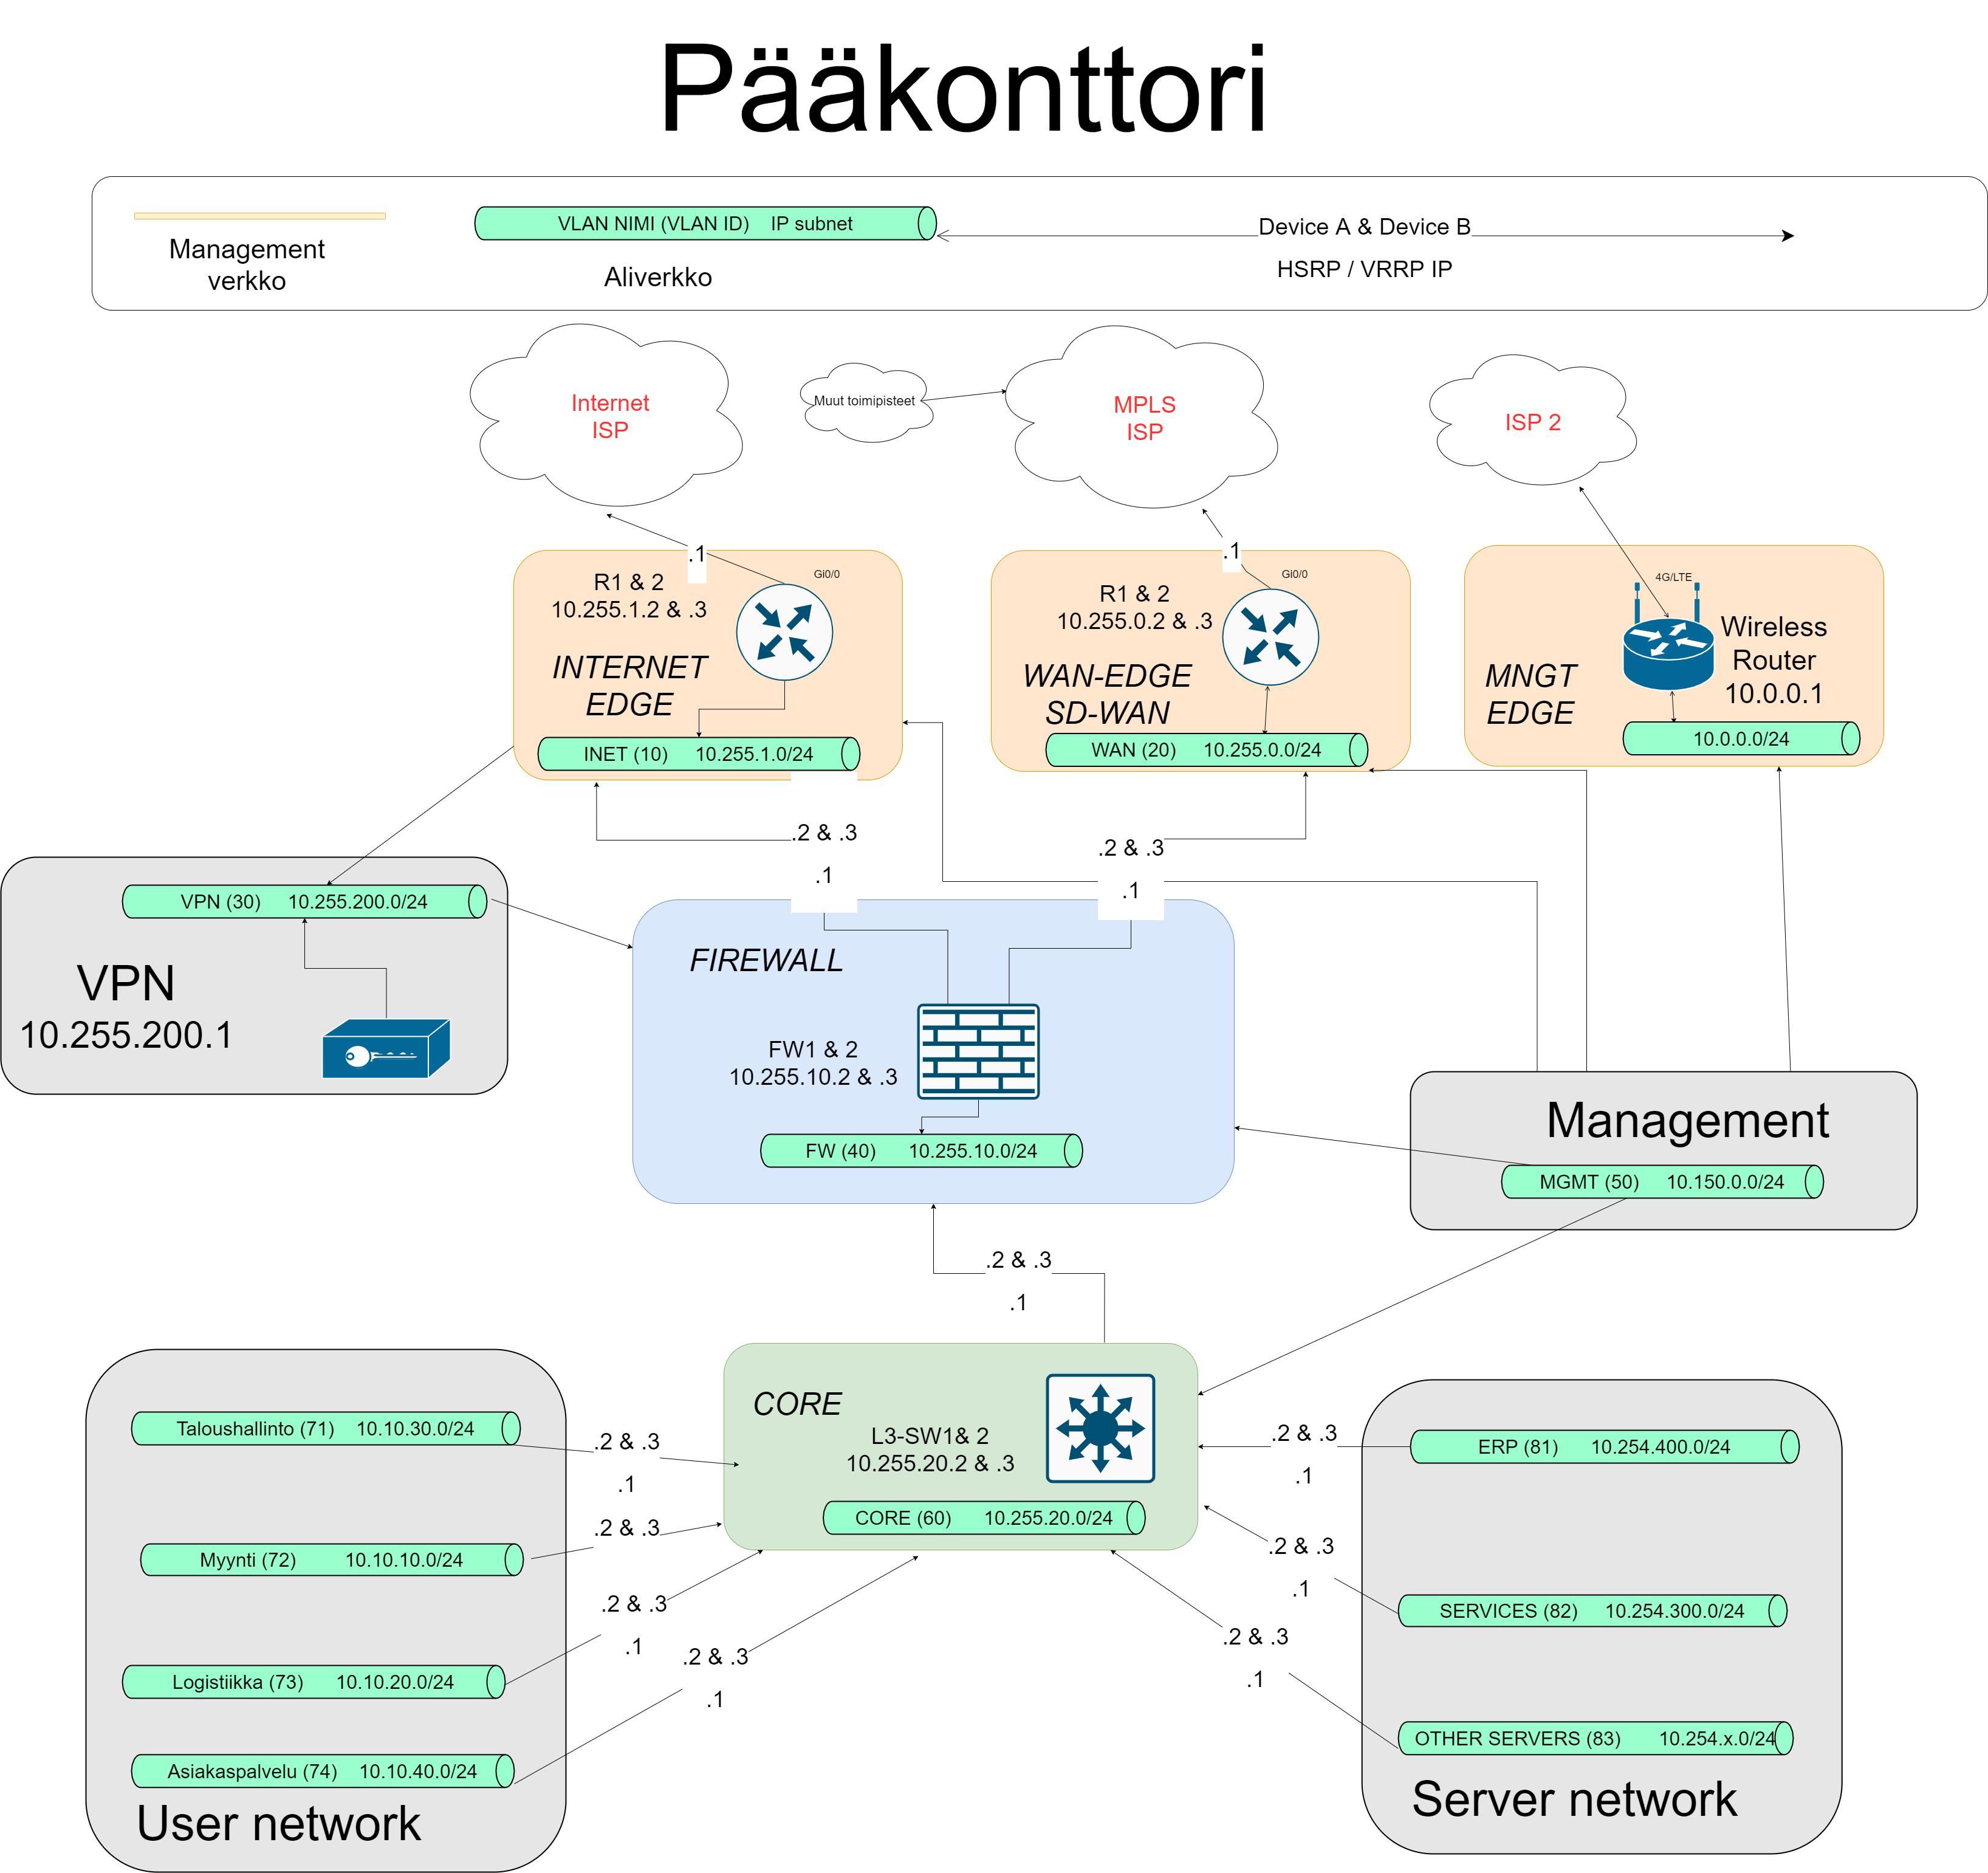 Pääkonttori
Management
verkko
VLAN NIMI (VLAN ID) IP subnet
Aliverkko
Device A & Device B
HSRP / VRRP IP
Internet
ISP
Muut toimipisteet
MPLS
ISP
ISP 2
.1
Gi0/0
R1 & 2
10.255.1.2 & .3
INTERNET
EDGE
INET (10) 10.255.1.0/24
.1
Gi0/0
R1 & 2
10.255.0.2 & .3
WAN-EDGE
SD-WAN
WAN (20) 10.255.0.0/24
4G/LTE
Wireless
Router
10.0.0.1
MNGT
EDGE
10.0.0.0/24
.2 & .3
.1
.2 & .3
.1
VPN (30) 10.255.200.0/24
VPN
10.255.200.1
FIREWALL
FW1 & 2
10.255.10.2 & .3
FW (40) 10.255.10.0/24
Management
MGMT (50) 10.150.0.0/24
.2 & .3
.1
CORE
L3-SW1& 2
10.255.20.2 & .3
CORE (60) 10.255.20.0/24
Taloushallinto (71) 10.10.30.0/24
.2 & .3
.1
Myynti (72) 10.10.10.0/24
.2 & .3
Logistiikka (73) 10.10.20.0/24
.2 & .3
.1
Asiakaspalvelu (74) 10.10.40.0/24
.2 & .3
.1
User network
.2 & .3
.1
ERP (81) 10.254.400.0/24
.2 & .3
.1
SERVICES (82) 10.254.300.0/24
.2 & .3
.1
OTHER SERVERS (83) 10.254.x.0/24
Server network